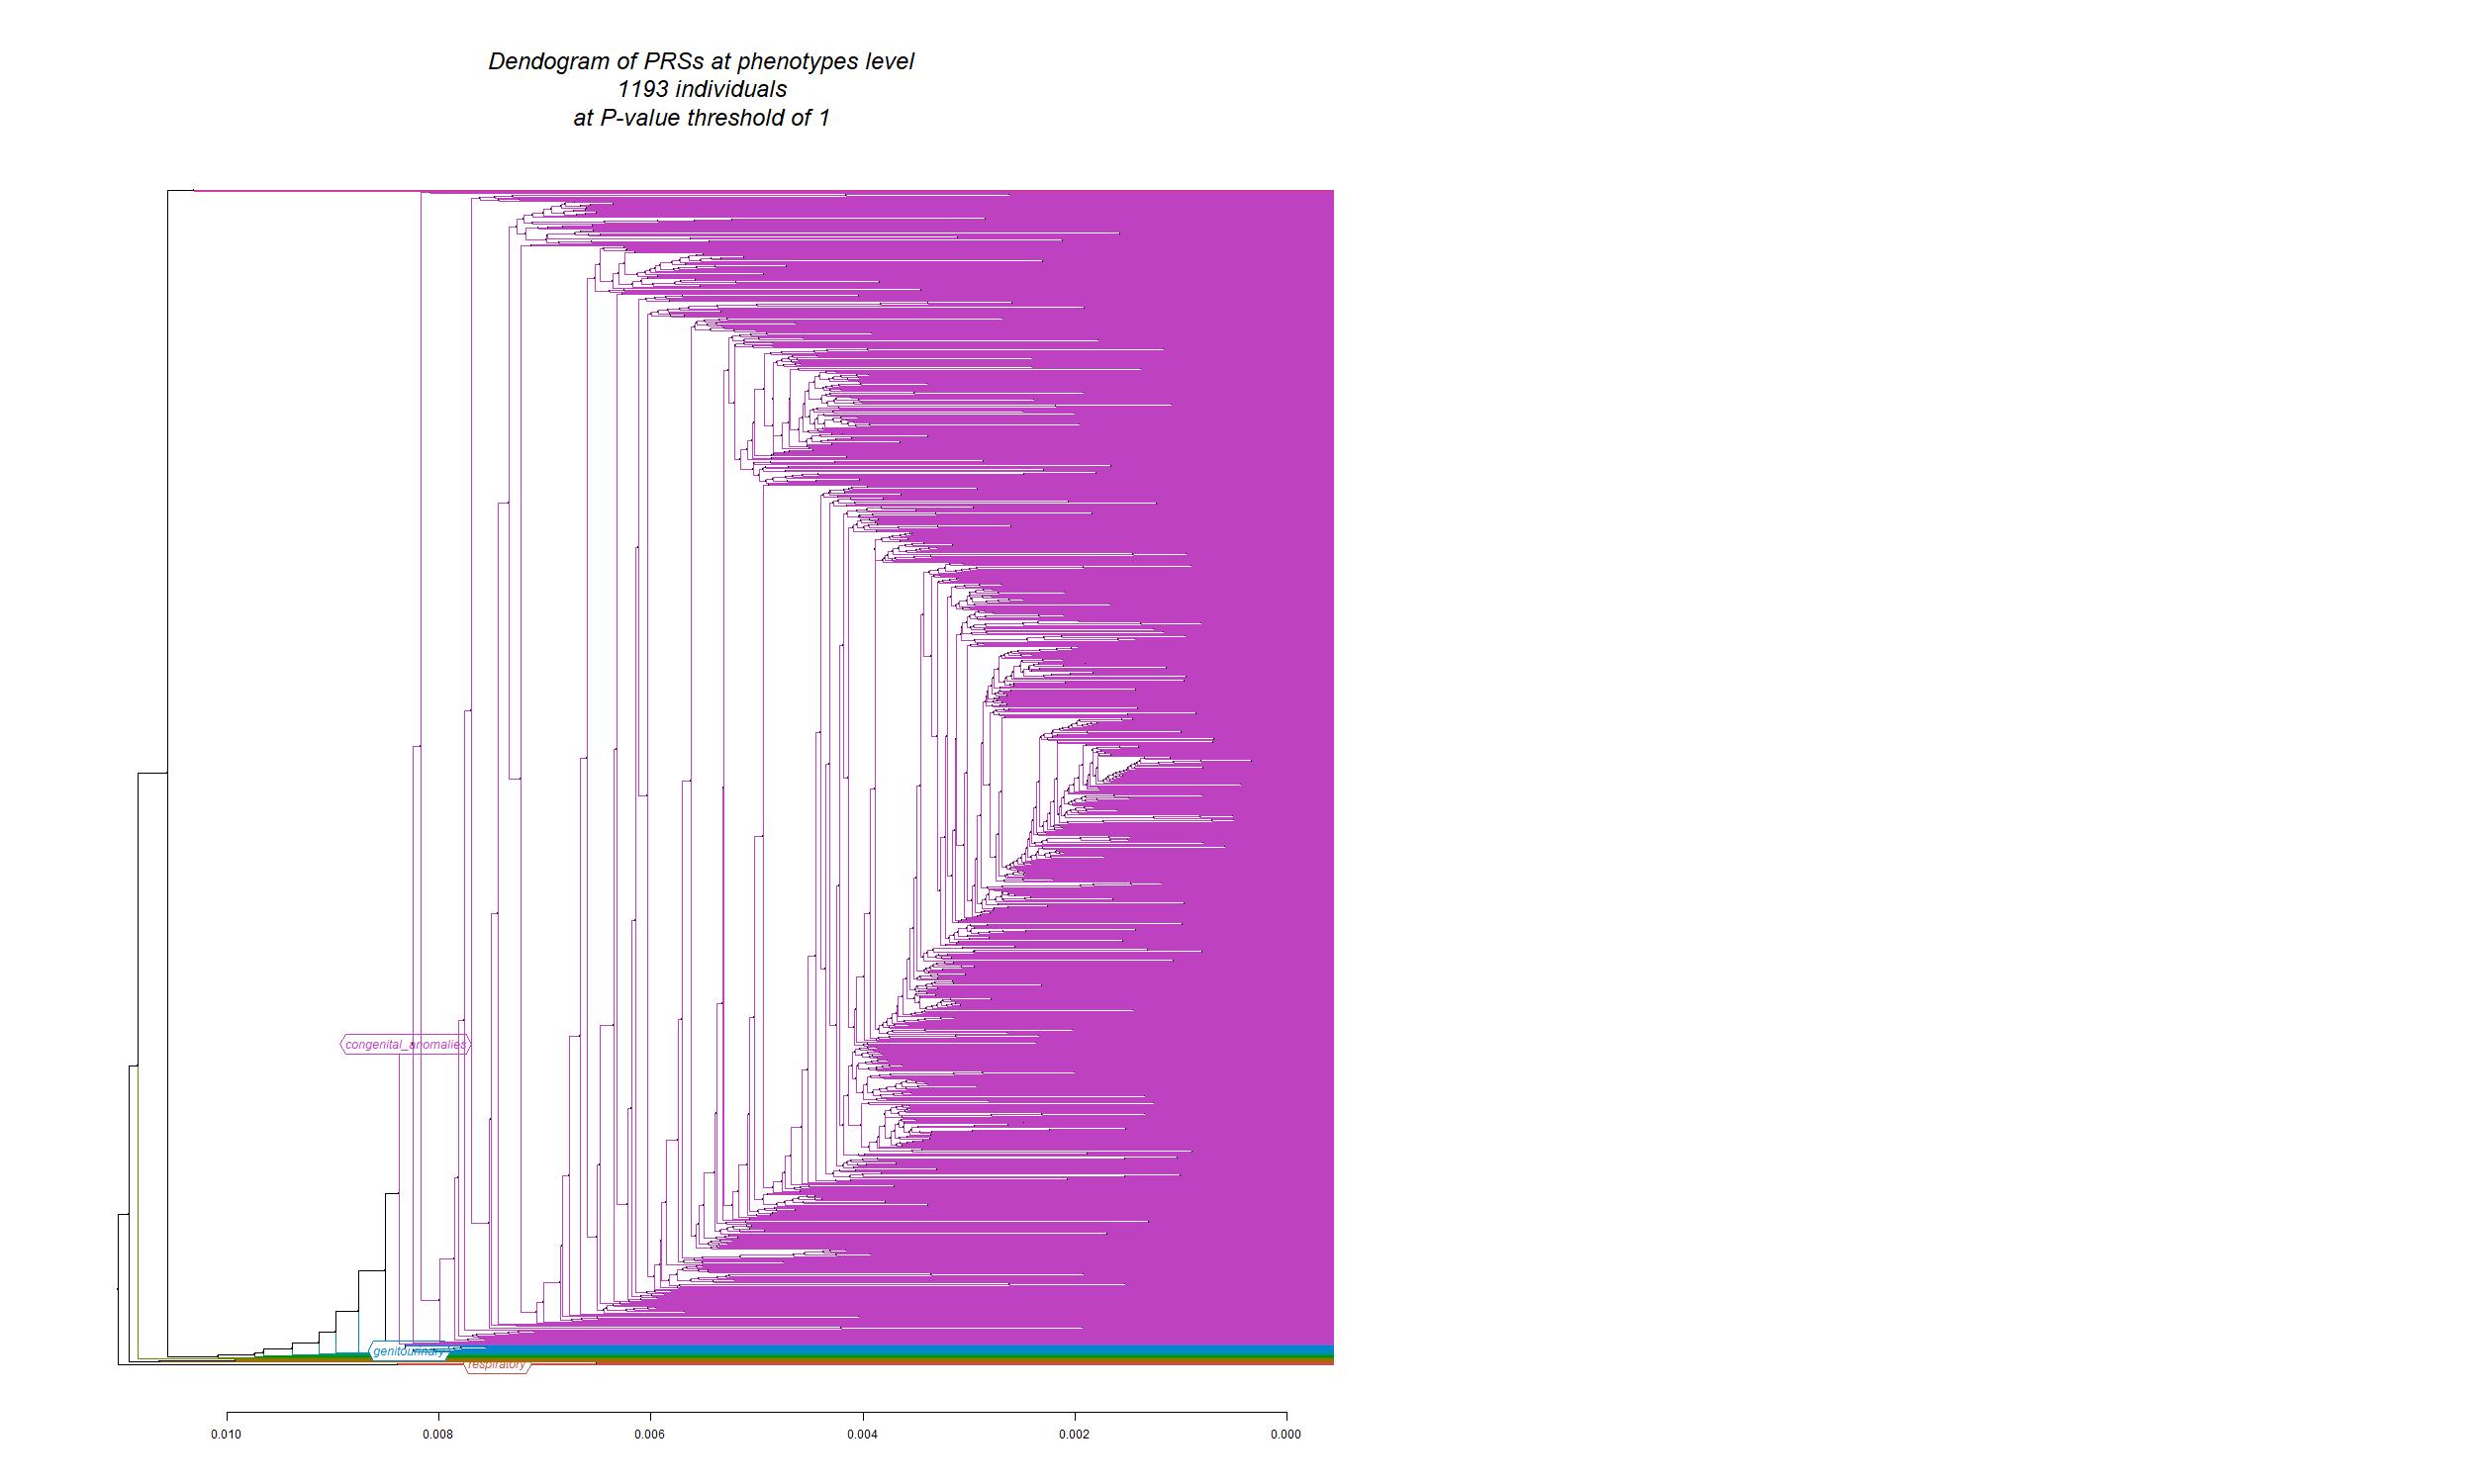 Dendogram of PRSs at phenotypes level
1193 individuals
at P-value threshold of 1
congenital_anomalies
genitourinary
respiratory
0.010 0.008 0.006 0.004 0.002 0.000